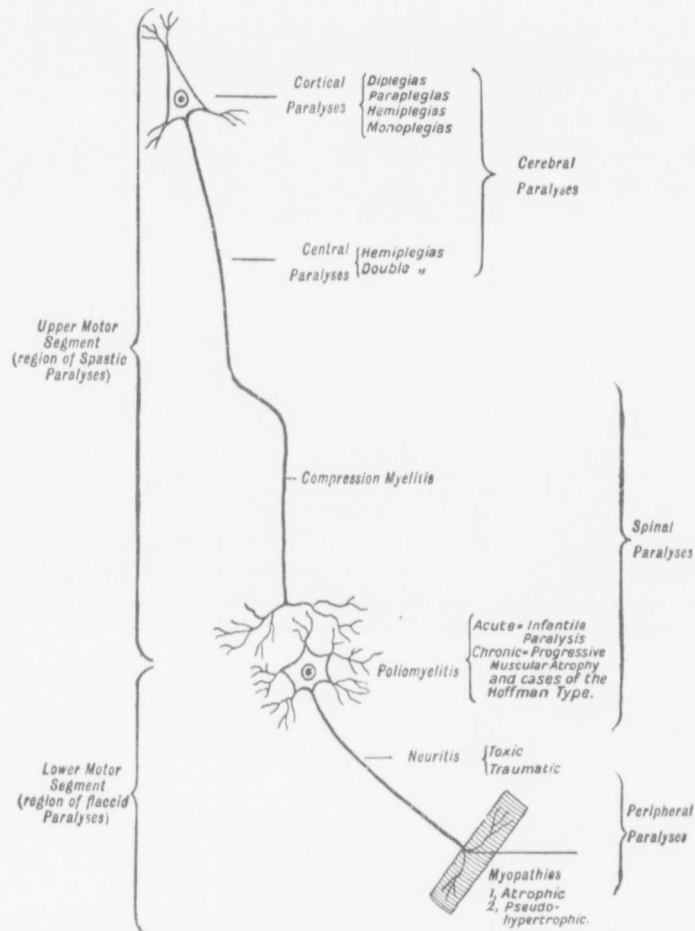 Cortical
Paralyses
Diplegias
Paraplegias
Hemiplegias
Monoplegias
Cerebral
Paralyses
Central
Paralyses
Hemiplegias
Double „
Upper Motor
Segment
(region of Spastic
Paralyses)
Compression Myelitis
Spinal
Paralyses
Poliomyelitis
Acute = Infantile
Paralysis
Chronic = Progressive
Muscular Atrophy
and cases of the
Hoffman Type.
Lower Motor
Segment
(region of flaccid
Paralyses)
Neuritis
Toxic
Traumatic
Peripheral
Paralyses
Myopathies
1, Atrophic
2, Pseudo-
hypertrophic.